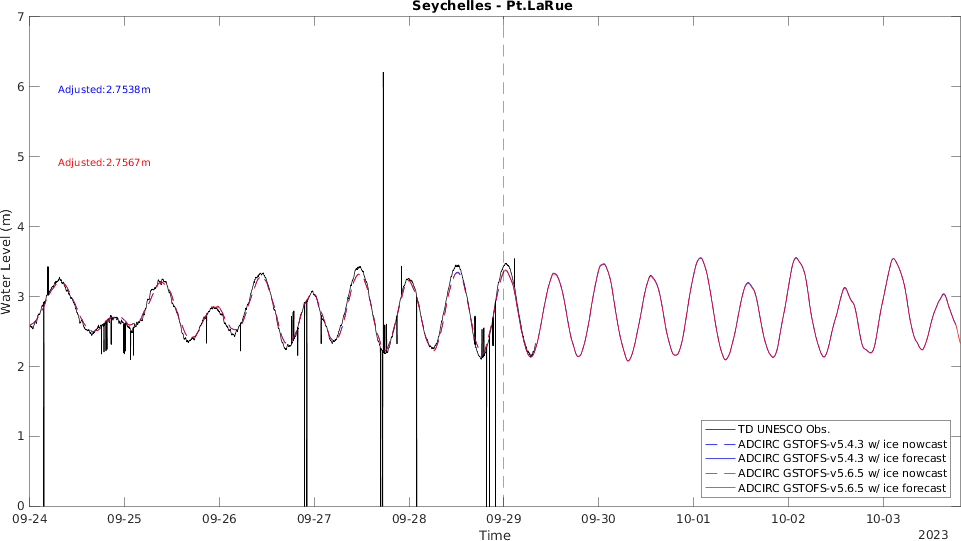 Seychelles - Pt.LaRue
7
6
5
4
3
2
1
0
Water Level (m)
Adjusted:2.7538m
Adjusted:2.7567m
TD UNESCO Obs.
ADCIRC GSTOFS-v5.4.3 w/ ice nowcast
ADCIRC GSTOFS-v5.4.3 w/ ice forecast
ADCIRC GSTOFS-v5.6.5 w/ ice nowcast
ADCIRC GSTOFS-v5.6.5 w/ ice forecast
09-24 09-25 09-26 09-27 09-28 09-29 09-30 10-01 10-02 10-03
Time
2023